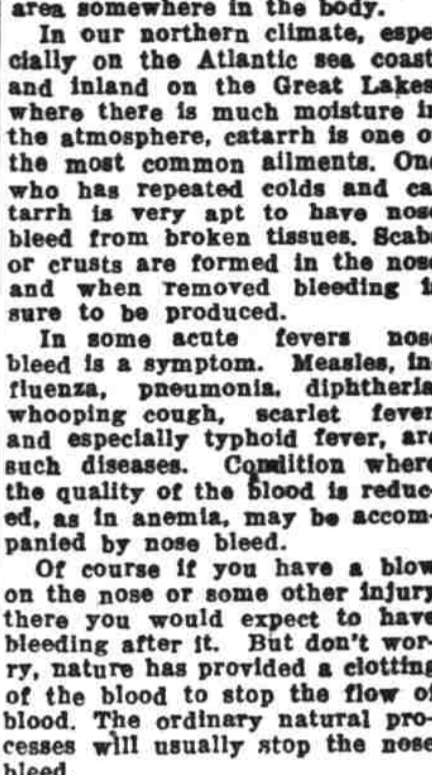 area somewhere in the body.
In our northern climate, espe
cially on the Atlantic sea coast
and inland on the Great Lakes
where there is much moisture in
the atmosphere, catarrh is one of
the most common ailments. One
who has repeated colds and ca
tarrh is very apt to have nose
bleed from broken tissues. Scabs
or crusts are formed in the nose
and when removed bleeding is
sure to be produced.
In some acute fevers nose
bleed is a symptom. Measles, in
fluenza, pneumonia, diphtheria
whooping cough, scarlet fever
and especially typhoid fever, are
such diseases. Condition where
the quality of the blood is reduc-
ed, as in anemia, may be accom-
panied by nose bleed.
Of course if you have a blow
on the nose or some other injury
there you would expect to have
bleeding after it. But don't wor-
ry, nature has provided a clotting
of the blood to stop the flow of
blood. The ordinary natural pro-
cesses will usually stop the nose
bleed